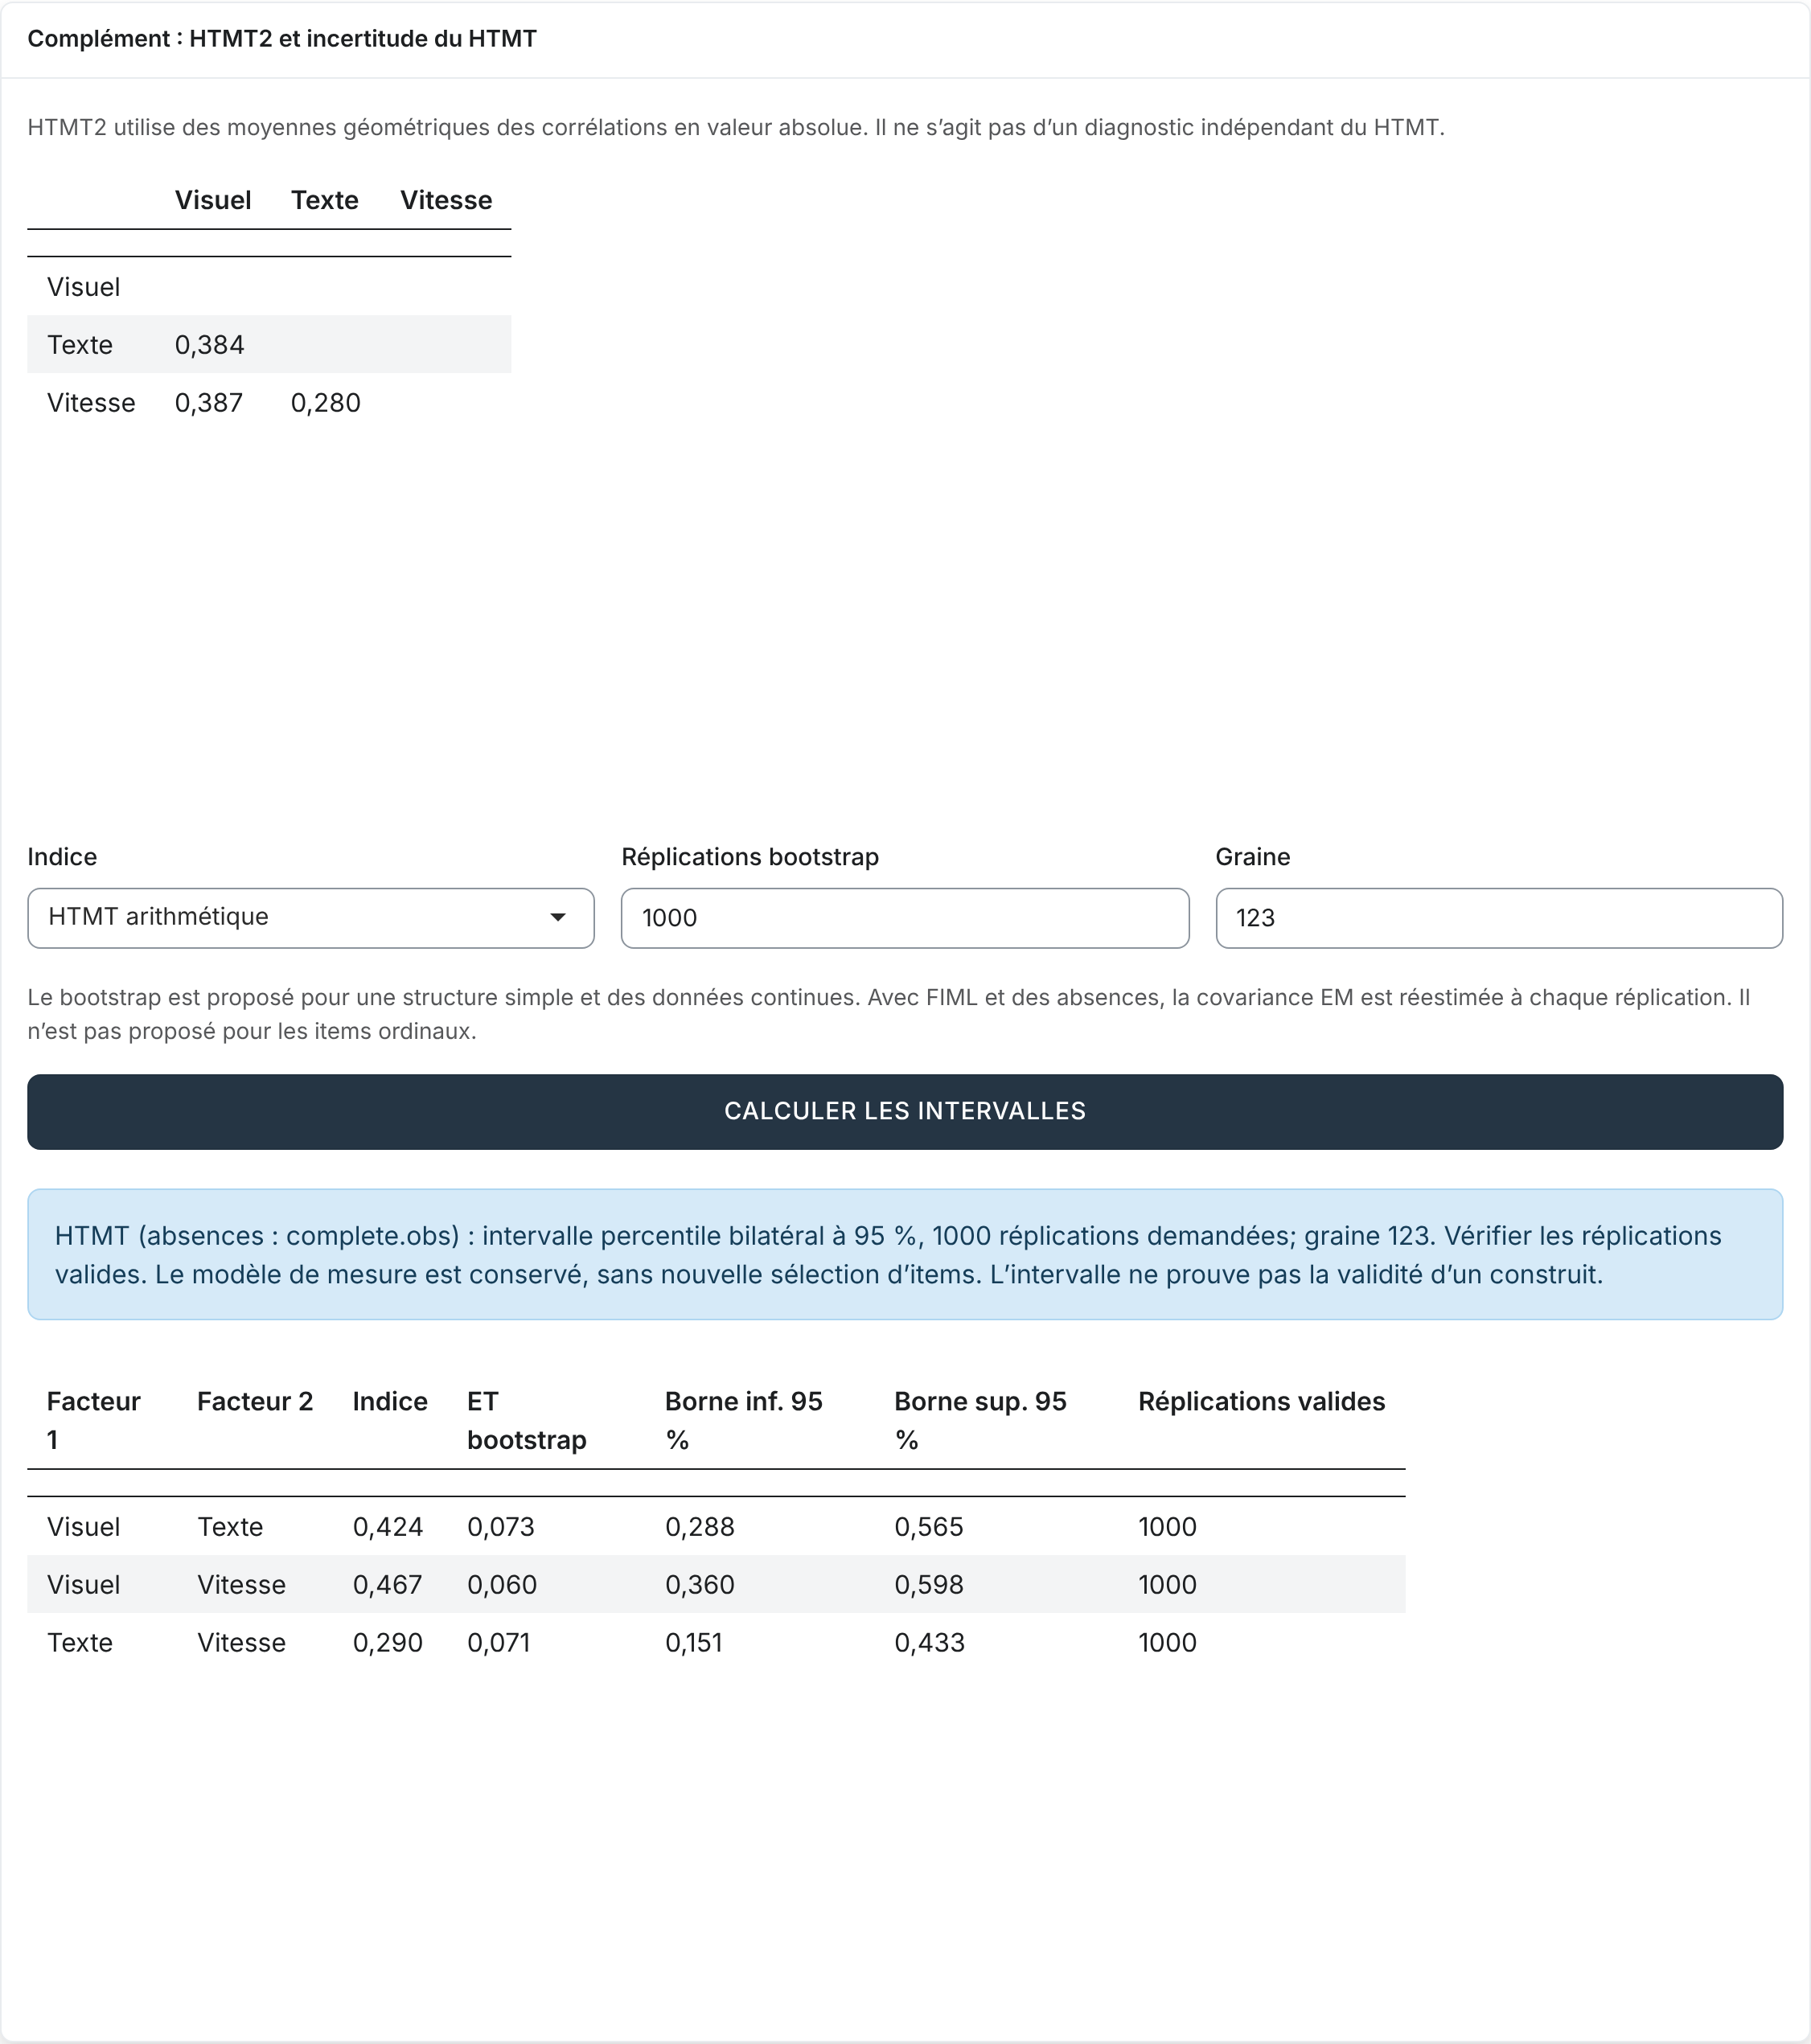 Complément : HTMT2 et incertitude du HTMT
HTMT2 utilise des moyennes géométriques des corrélations en valeur absolue. Il ne s’agit pas d’un diagnostic indépendant du HTMT.
Visuel Texte Vitesse
Visuel
Texte 0,384
Vitesse 0,387 0,280
Indice Réplications bootstrap Graine
HTMT arithmétique 1000 123
Le bootstrap est proposé pour une structure simple et des données continues. Avec FIML et des absences, la covariance EM est réestimée à chaque réplication. Il
n’est pas proposé pour les items ordinaux.
CALCULER LES INTERVALLES
HTMT (absences : complete.obs) : intervalle percentile bilatéral à 95 %, 1000 réplications demandées; graine 123. Vérifier les réplications
valides. Le modèle de mesure est conservé, sans nouvelle sélection d’items. L’intervalle ne prouve pas la validité d’un construit.
Facteur Facteur 2 Indice ET Borne inf. 95 Borne sup. 95 Réplications valides
1 bootstrap % %
Visuel Texte 0,424 0,073 0,288 0,565 1000
Visuel Vitesse 0,467 0,060 0,360 0,598 1000
Texte Vitesse 0,290 0,071 0,151 0,433 1000